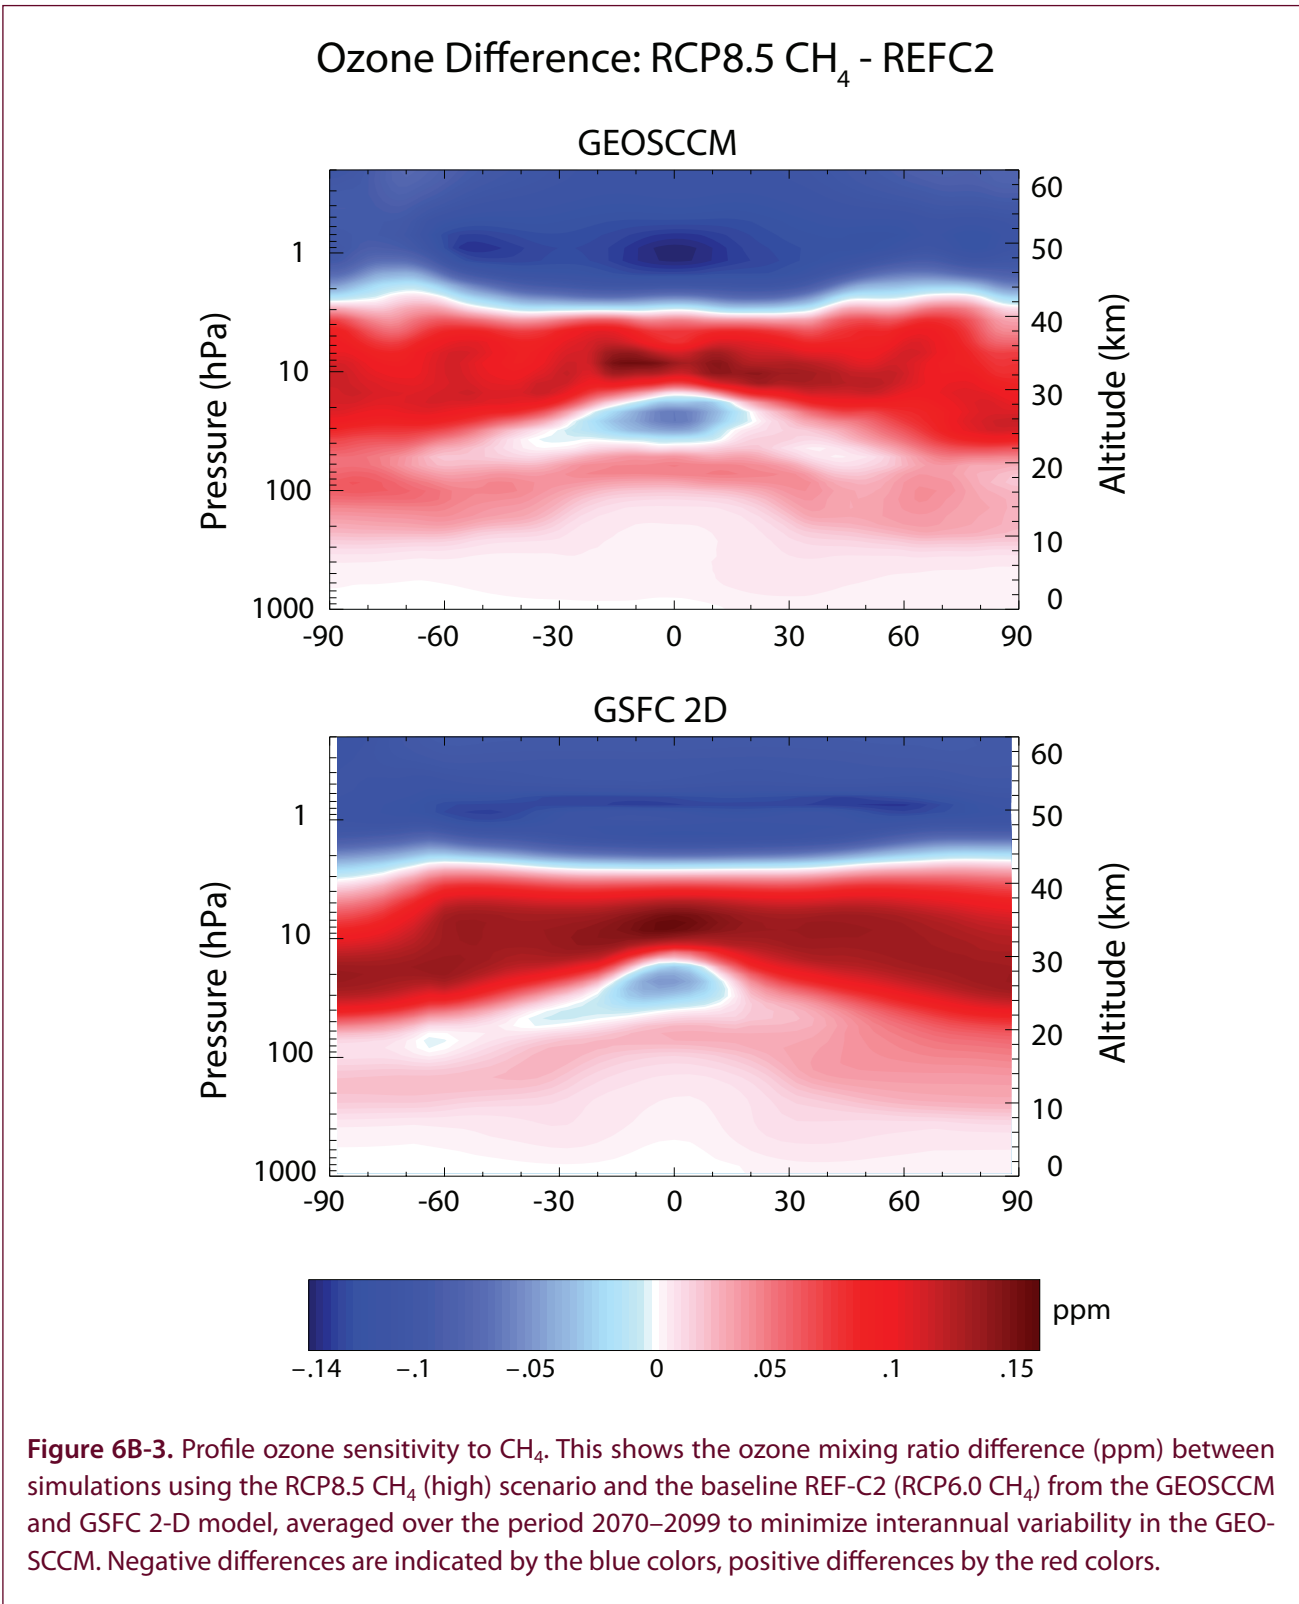 Ozone Difference: RCP8.5 CH4 - REFC2
GEOSCCM
Pressure (hPa)
1
10
100
1000
Altitude (km)
60
50
40
30
20
10
0
-90 -60 -30 0 30 60 90
GSFC 2D
Pressure (hPa)
1
10
100
1000
Altitude (km)
60
50
40
30
20
10
0
-90 -60 -30 0 30 60 90
ppm
-.14 -.1 -.05 0 .05 .1 .15
Figure 6B-3. Profile ozone sensitivity to CH4. This shows the ozone mixing ratio difference (ppm) between
simulations using the RCP8.5 CH4 (high) scenario and the baseline REF-C2 (RCP6.0 CH4) from the GEOSCCM
and GSFC 2-D model, averaged over the period 2070–2099 to minimize interannual variability in the GEO-
SCCM. Negative differences are indicated by the blue colors, positive differences by the red colors.